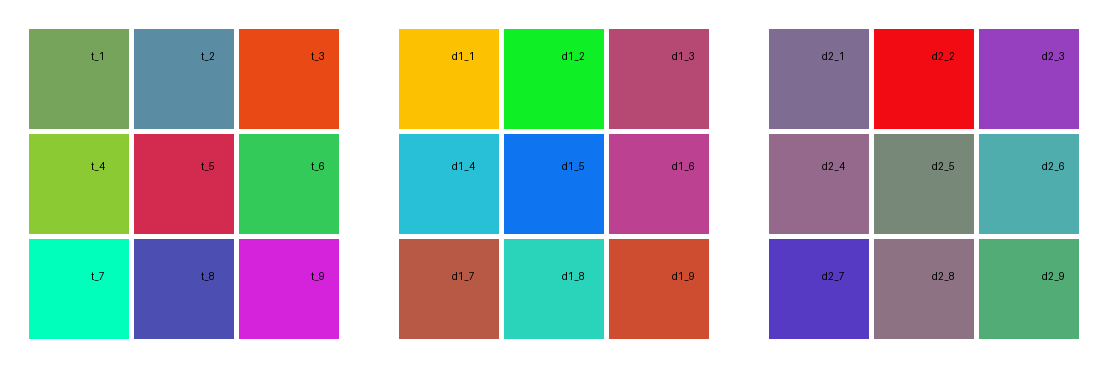 t_1 t_2 t_3 d1_1 d1_2 d1_3 d2_1 d2_2 d2_3
t_4 t_5 t_6 d1_4 d1_5 d1_6 d2_4 d2_5 d2_6
t_7 t_8 t_9 d1_7 d1_8 d1_9 d2_7 d2_8 d2_9